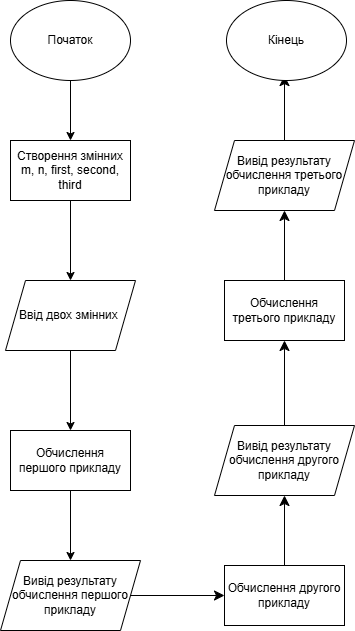 Початок
Створення змінних
m, n, first, second,
third
Ввід двох змінних
Обчислення
першого прикладу
Вивід результату
обчислення першого
прикладу
Обчислення другого
прикладу
Вивід результату
обчислення другого
прикладу
Обчислення
третього прикладу
Вивід результату
обчислення третього
прикладу
Кінець